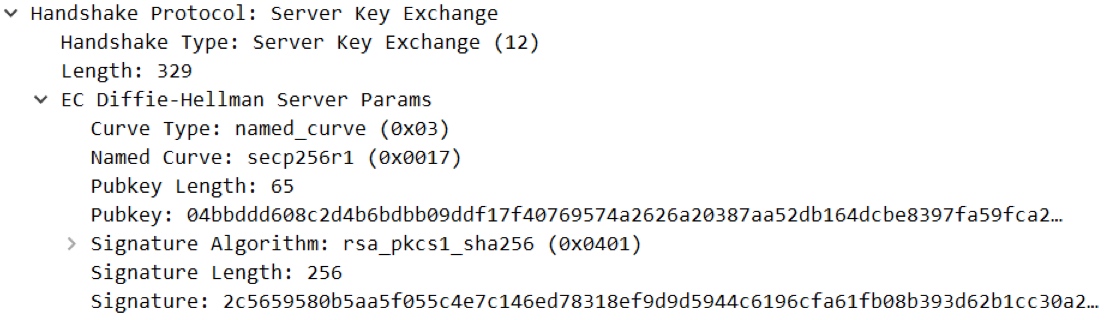 Handshake Protocol: Server Key Exchange
Handshake Type: Server Key Exchange (12)
Length: 329
EC Diffie-Hellman Server Params
Curve Type: named_curve (0x03)
Named Curve: secp256r1 (0x0017)
Pubkey Length: 65
Pubkey: 04bbddd608c2d4b6bdbb09ddf17f40769574a2626a20387aa52db164dcbe8397fa59fca2…
Signature Algorithm: rsa_pkcs1_sha256 (0x0401)
Signature Length: 256
Signature: 2c5659580b5aa5f055c4e7c146ed78318ef9d9d5944c6196cfa61fb08b393d62b1cc30a2…